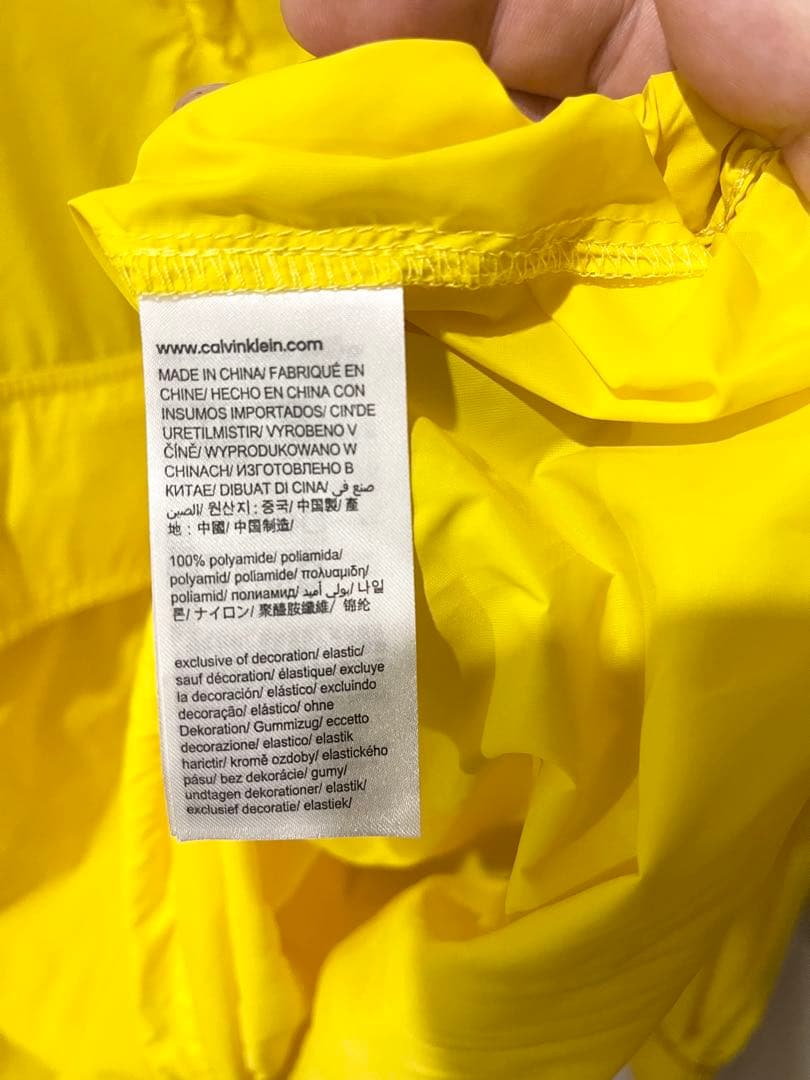 www.calvinklein.com
MADE IN CHINA/ FABRIQUÉ EN
CHINE/ HECHO EN CHINA CON
INSUMOS IMPORTADOS/ CIN'DE
URETILMISTIR/ VYROBENO V
ČÍNĚ/ WYPRODUKOWANO W
CHINACH/ ИЗГОТОВЛЕНО В
КИТАЕ/ DIBUAT DI CINA/ صنع في
الصين/ 원산지 : 중국/ 中国製/ 產
地 : 中國/ 中国制造/
100% polyamide/ poliamida/
polyamid/ poliamide/ πολυαμιδη/
poliamid/ полиамид/ بولي أميد/ 나일
론/ ナイロン/ 聚醯胺纖維/ 锦纶
exclusive of decoration/ elastic/
sauf décoration/ élastique/ excluye
la decoración/ elástico/ excluindo
decoração/ elástico/ ohne
Dekoration/ Gummizug/ eccetto
decorazione/ elastico/ elastik
harictir/ kromě ozdoby/ elastického
pásu/ bez dekorácie/ gumy/
undtagen dekorationer/ elastik/
exclusief decoratie/ elastiek/